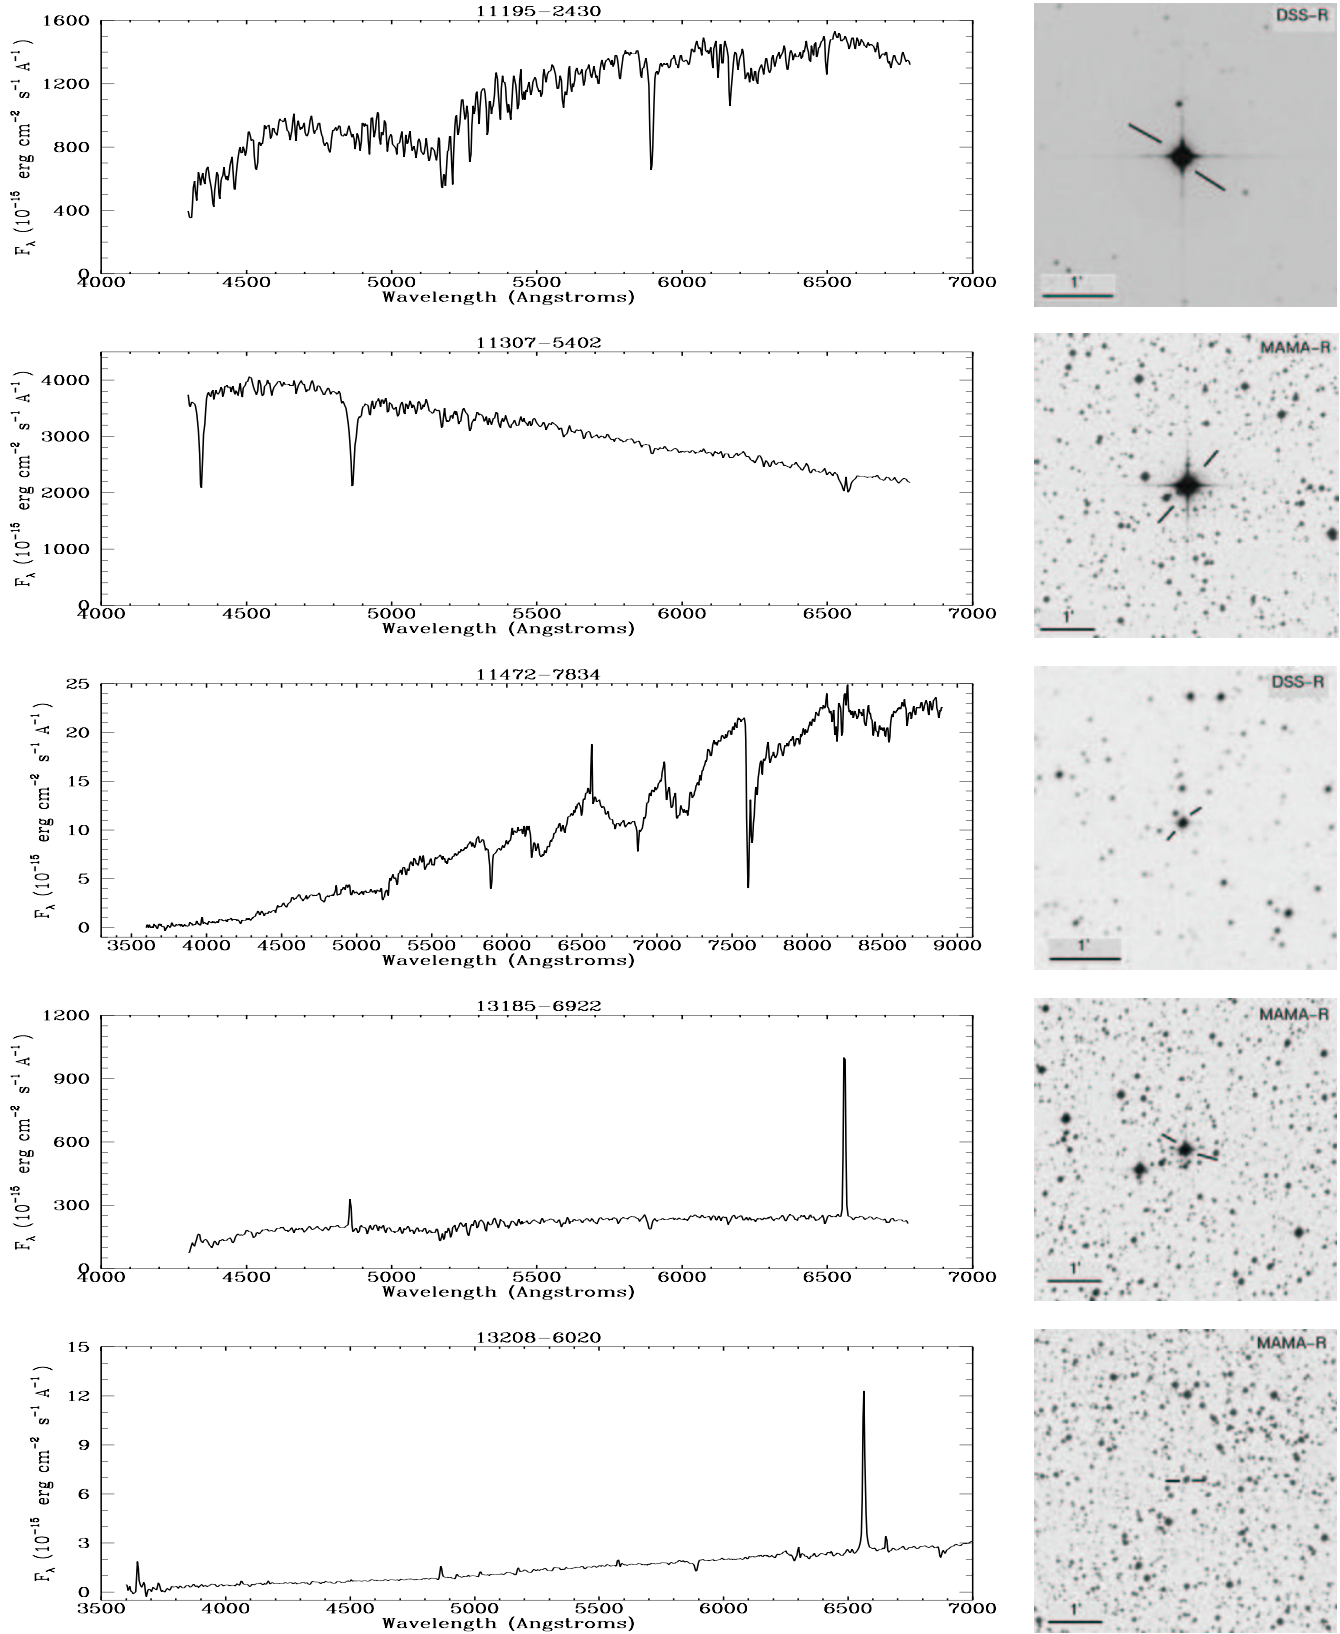 11195−2430
F_λ (10^−15 erg cm^−2 s^−1 A^−1)
1600
1200
800
400
0
4000 4500 5000 5500 6000 6500 7000
Wavelength (Angstroms)
DSS−R
1'
11307−5402
F_λ (10^−15 erg cm^−2 s^−1 A^−1)
4000
3000
2000
1000
0
4000 4500 5000 5500 6000 6500 7000
Wavelength (Angstroms)
MAMA−R
1'
11472−7834
F_λ (10^−15 erg cm^−2 s^−1 A^−1)
25
20
15
10
5
0
3500 4000 4500 5000 5500 6000 6500 7000 7500 8000 8500 9000
Wavelength (Angstroms)
DSS−R
1'
13185−6922
F_λ (10^−15 erg cm^−2 s^−1 A^−1)
1200
900
600
300
0
4000 4500 5000 5500 6000 6500 7000
Wavelength (Angstroms)
MAMA−R
1'
13208−6020
F_λ (10^−15 erg cm^−2 s^−1 A^−1)
15
12
9
6
3
0
3500 4000 4500 5000 5500 6000 6500 7000
Wavelength (Angstroms)
MAMA−R
1'